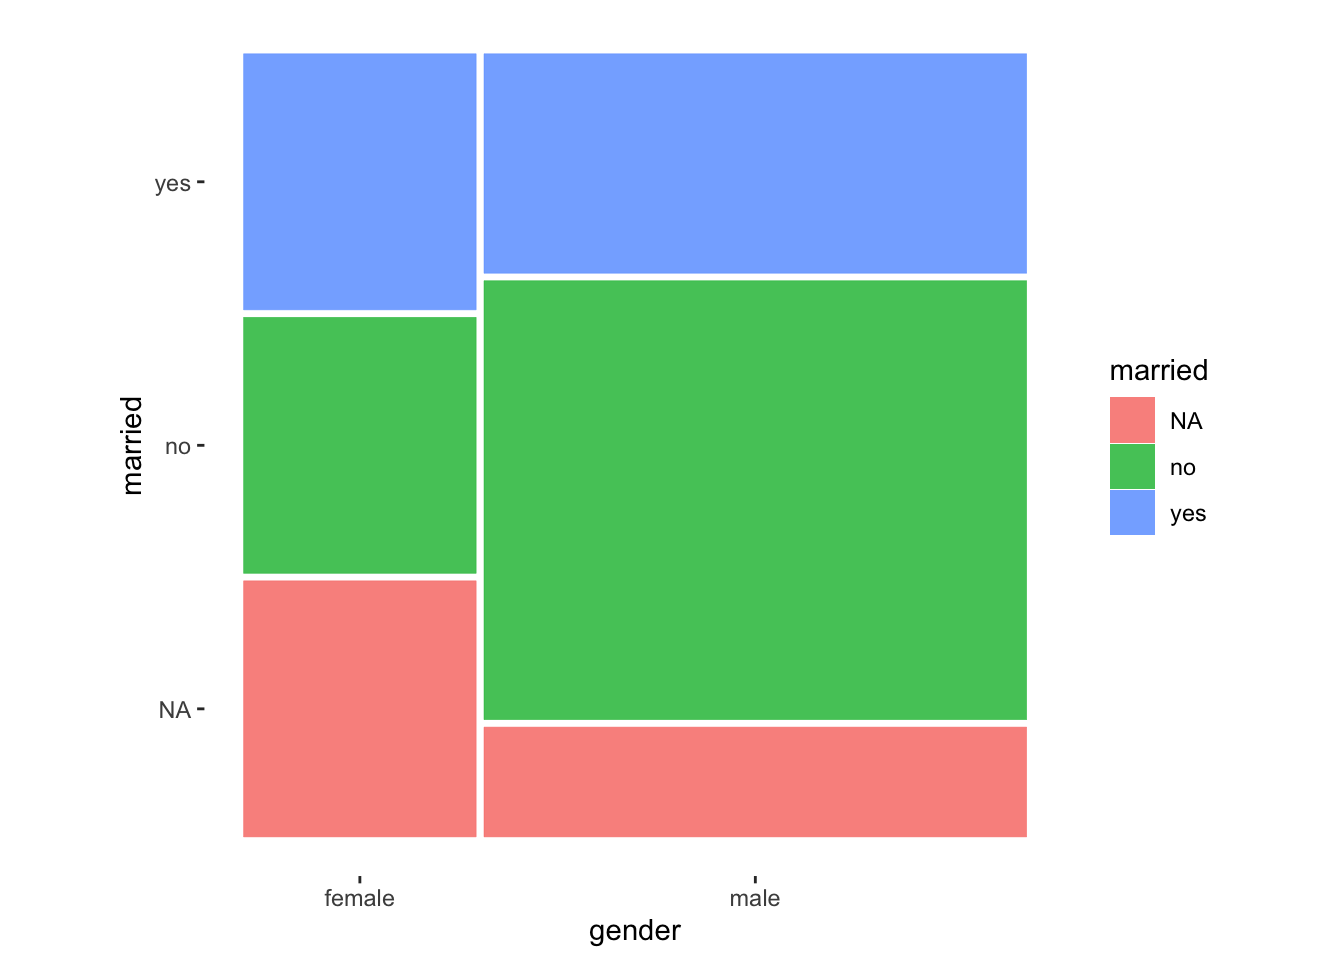 yes
no
NA
married
female
male
gender
married
NA
no
yes